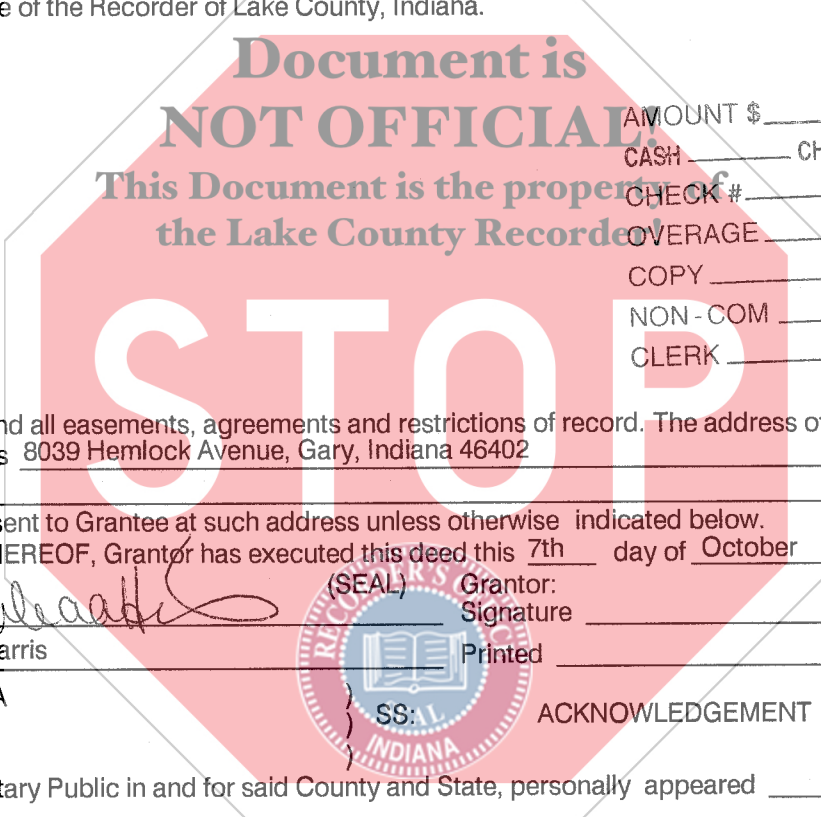 e of the Recorder of Lake County, Indiana.
Document is
NOT OFFICIAL!
This Document is the property of
the Lake County Recorder!
AMOUNT $
CASH CH
CHECK #
OVERAGE
COPY
NON-COM
CLERK
STOP
nd all easements, agreements and restrictions of record. The address of
s 8039 Hemlock Avenue, Gary, Indiana 46402
sent to Grantee at such address unless otherwise indicated below.
HEREOF, Grantor has executed this deed this 7th day of October
(SEAL) Grantor:
Signature
arris Printed
A ) SS: ACKNOWLEDGEMENT
)
)
RECORDER'S OFFICE
SEAL
INDIANA
tary Public in and for said County and State, personally appeared